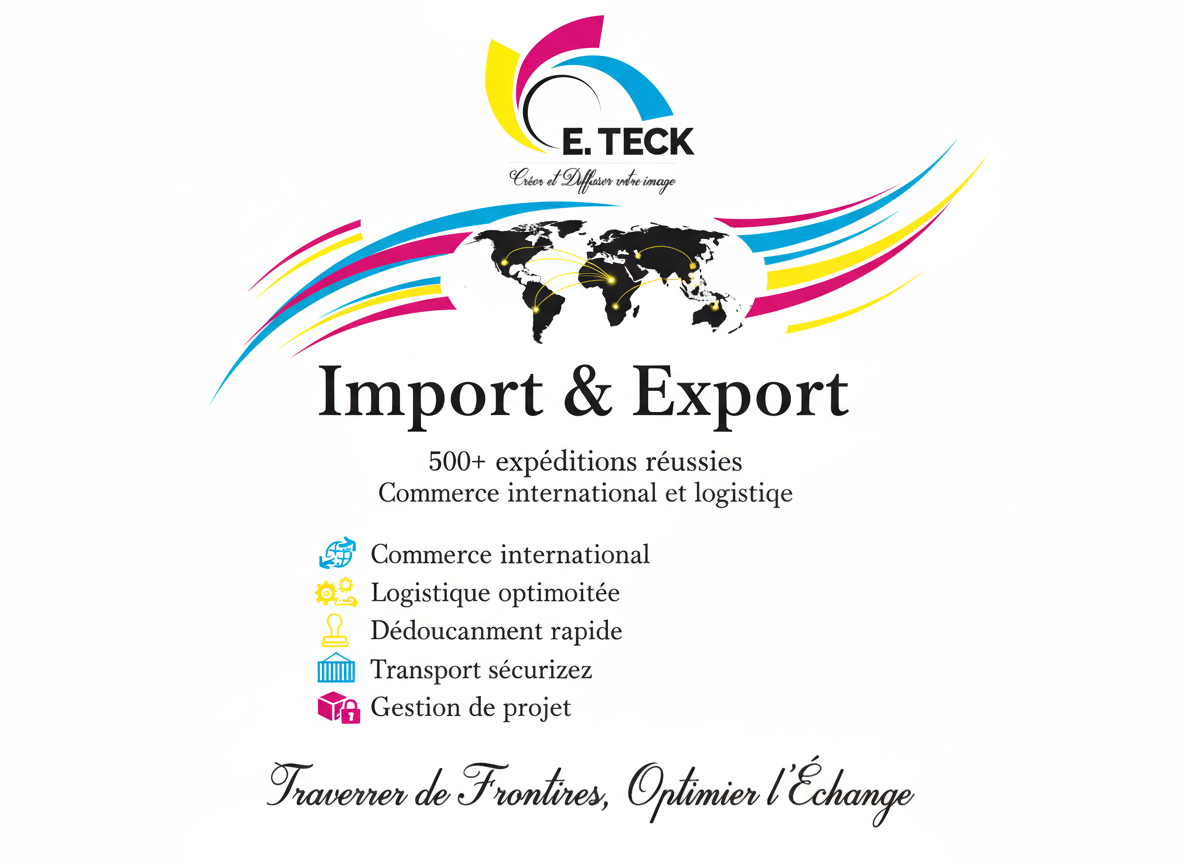 E. TECK
Créer et Diffuser votre image
Import & Export
500+ expéditions réussies
Commerce international et logistiqe
Commerce international
Logistique optimoitée
Dédoucanment rapide
Transport sécurizez
Gestion de projet
Traverrer de Frontires, Optimier l'Échange